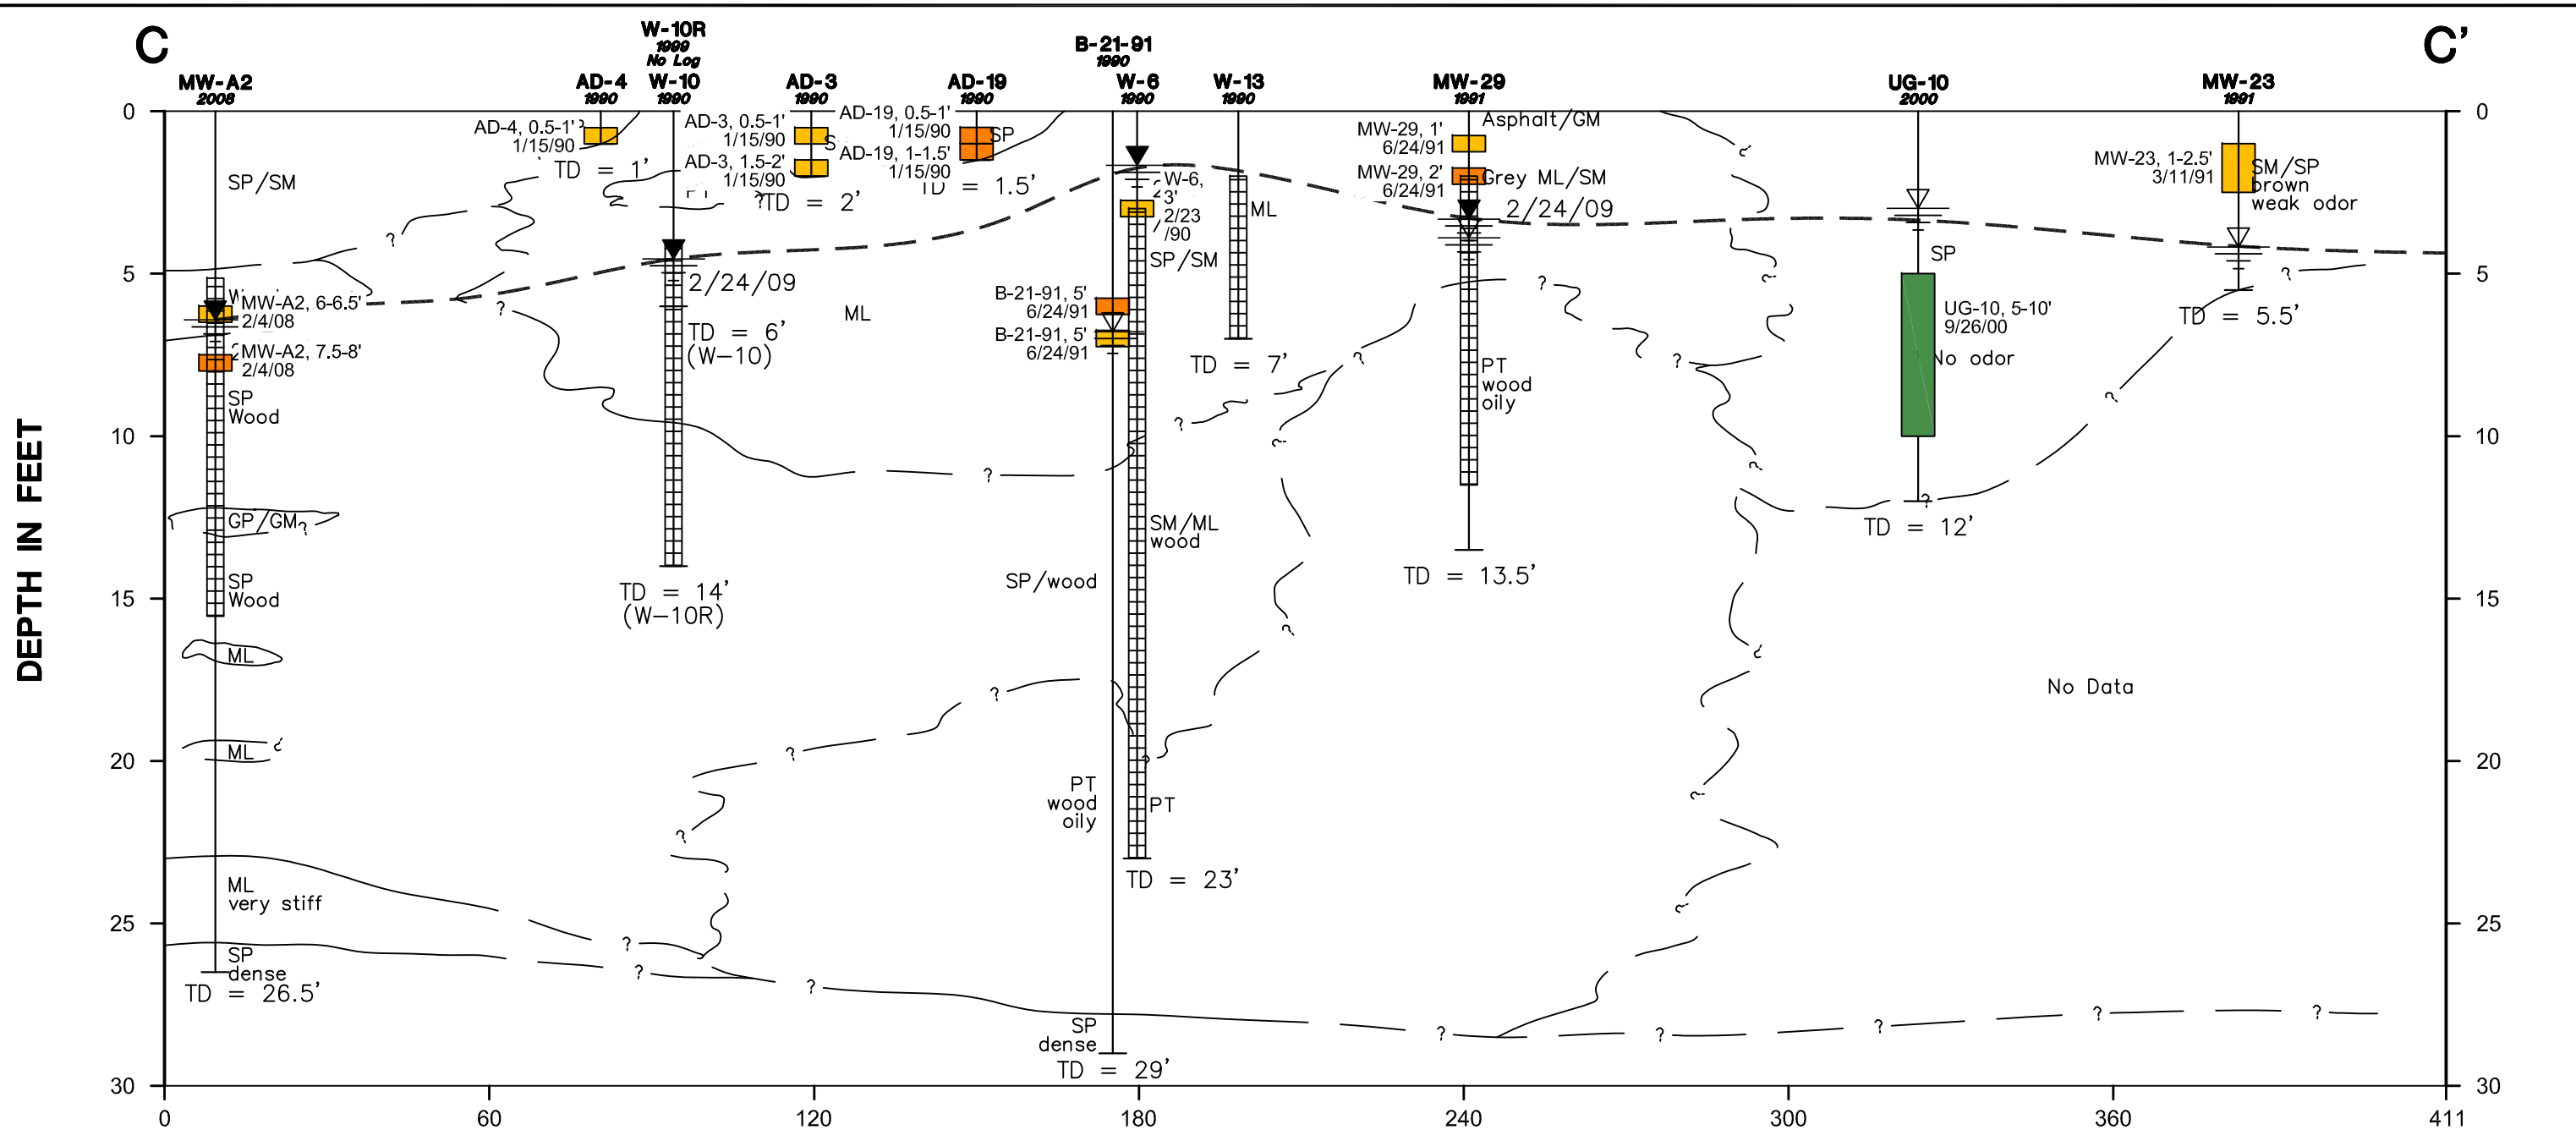 C
C'
W-10R
1999
No Log
B-21-91
1990
MW-A2
2008
AD-4
1990
W-10
1990
AD-3
1990
AD-19
1990
W-6
1990
W-13
1990
MW-29
1991
UG-10
2000
MW-23
1991
DEPTH IN FEET
0
5
10
15
20
25
30
0
5
10
15
20
25
30
0
60
120
180
240
300
360
411
SP/SM
MW-A2, 6-6.5'
2/4/08
MW-A2, 7.5-8'
2/4/08
SP
Wood
GP/GM
?
SP
Wood
ML
ML
?
ML
very stiff
SP
dense
TD = 26.5'
AD-4, 0.5-1'
1/15/90
TD = 1'
?
?
2/24/09
TD = 6'
(W-10)
TD = 14'
(W-10R)
AD-3, 0.5-1'
1/15/90
AD-3, 1.5-2'
1/15/90
TD = 2'
AD-19, 0.5-1'
1/15/90
AD-19, 1-1.5'
1/15/90
SP
TD = 1.5'
ML
?
?
?
?
?
?
?
B-21-91, 5'
6/24/91
B-21-91, 5'
6/24/91
SP/wood
PT
wood
oily
SP
dense
TD = 29'
W-6,
3'
2/23
/90
SP/SM
SM/ML
wood
PT
TD = 23'
ML
TD = 7'
?
?
?
?
?
MW-29, 1'
6/24/91
MW-29, 2'
6/24/91
Asphalt/GM
Grey ML/SM
2/24/09
PT
wood
oily
TD = 13.5'
?
?
?
?
?
?
?
?
?
?
SP
UG-10, 5-10'
9/26/00
No odor
?
TD = 12'
MW-23, 1-2.5'
3/11/91
SM/SP
brown
weak odor
TD = 5.5'
?
?
No Data
?
?
?
?
?